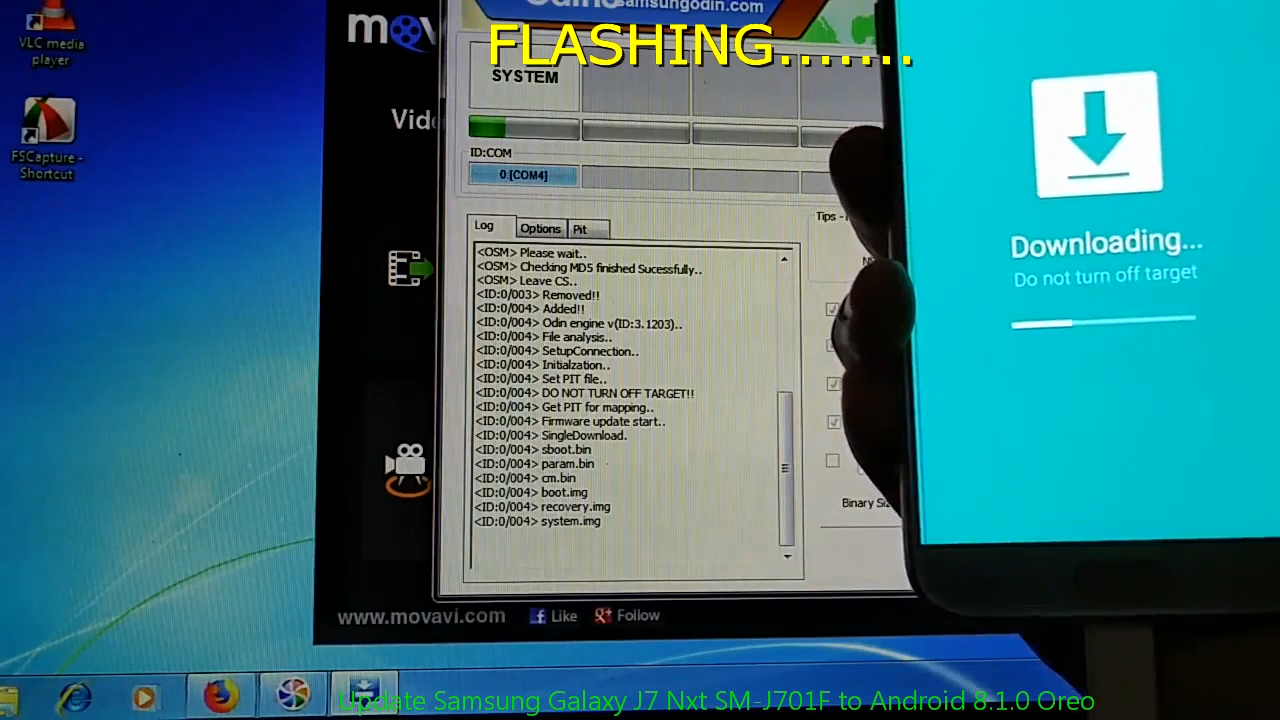 VLC media
player
FSCapture -
Shortcut
Odin
samsungodin.com
FLASHING.......
SYSTEM
ID:COM
0:[COM4]
Log
Options
Pit
Tips -
<OSM> Please wait..
<OSM> Checking MD5 finished Sucessfully..
<OSM> Leave CS..
<ID:0/003> Removed!!
<ID:0/004> Added!!
<ID:0/004> Odin engine v(ID:3.1203)..
<ID:0/004> File analysis..
<ID:0/004> SetupConnection..
<ID:0/004> Initialzation..
<ID:0/004> Set PIT file..
<ID:0/004> DO NOT TURN OFF TARGET!!
<ID:0/004> Get PIT for mapping..
<ID:0/004> Firmware update start..
<ID:0/004> SingleDownload.
<ID:0/004> sboot.bin
<ID:0/004> param.bin
<ID:0/004> cm.bin
<ID:0/004> boot.img
<ID:0/004> recovery.img
<ID:0/004> system.img
Binary
Downloading...
Do not turn off target
www.movavi.com
Like
Follow
Update Samsung Galaxy J7 Nxt SM-J701F to Android 8.1.0 Oreo